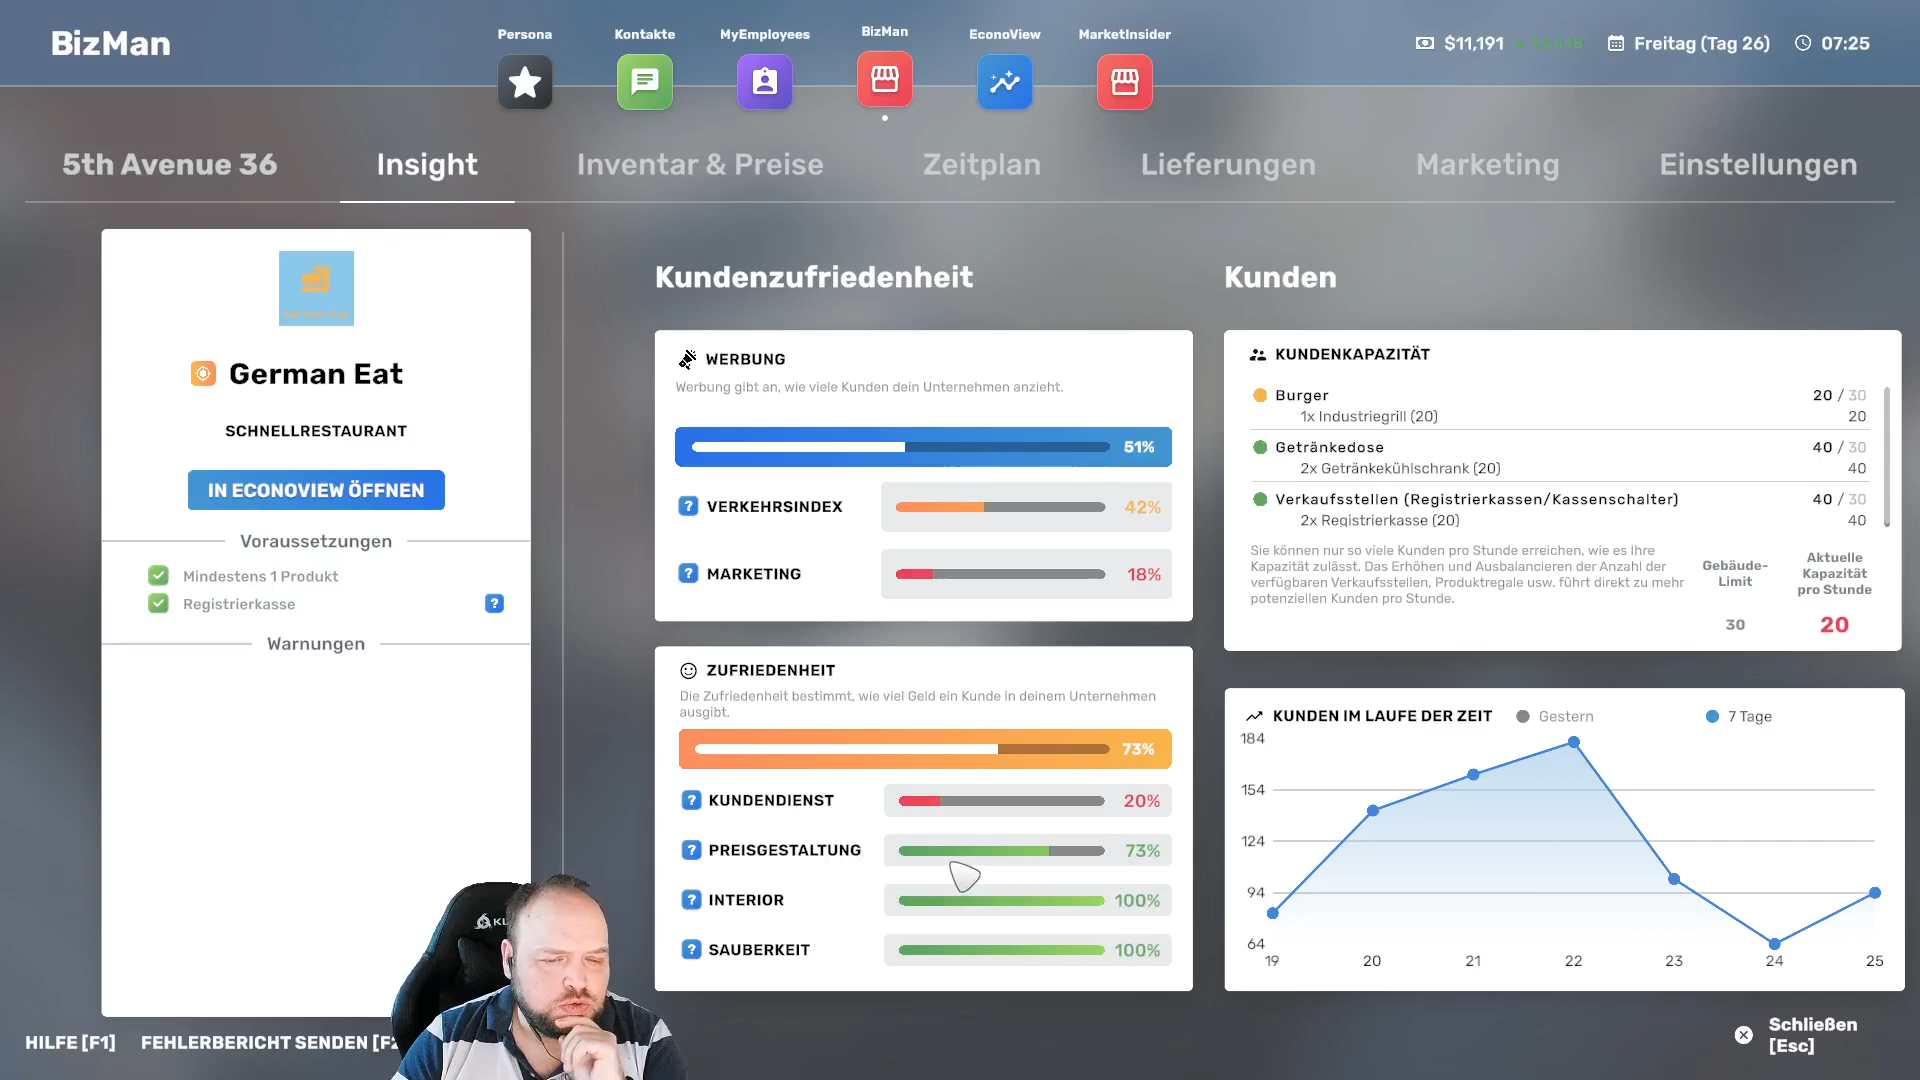 BizMan
Persona
Kontakte
MyEmployees
BizMan
EconoView
MarketInsider
$11,191
Freitag (Tag 26)
07:25
5th Avenue 36
Insight
Inventar & Preise
Zeitplan
Lieferungen
Marketing
Einstellungen
German Eat
German Eat
SCHNELLRESTAURANT
IN ECONOVIEW ÖFFNEN
Voraussetzungen
Mindestens 1 Produkt
Registrierkasse
?
Warnungen
Kundenzufriedenheit
WERBUNG
Werbung gibt an, wie viele Kunden dein Unternehmen anzieht.
51%
? VERKEHRSINDEX 42%
? MARKETING 18%
ZUFRIEDENHEIT
Die Zufriedenheit bestimmt, wie viel Geld ein Kunde in deinem Unternehmen
ausgibt.
73%
? KUNDENDIENST 20%
? PREISGESTALTUNG 73%
? INTERIOR 100%
? SAUBERKEIT 100%
Kunden
KUNDENKAPAZITÄT
Burger 20 / 30
1x Industriegrill (20) 20
Getränkedose 40 / 30
2x Getränkekühlschrank (20) 40
Verkaufsstellen (Registrierkassen/Kassenschalter) 40 / 30
2x Registrierkasse (20) 40
Sie können nur so viele Kunden pro Stunde erreichen, wie es Ihre
Kapazität zulässt. Das Erhöhen und Ausbalancieren der Anzahl der
verfügbaren Verkaufsstellen, Produktregale usw. führt direkt zu mehr
potenziellen Kunden pro Stunde.
Gebäude-
Limit
30
Aktuelle
Kapazität
pro Stunde
20
KUNDEN IM LAUFE DER ZEIT
Gestern
7 Tage
184
154
124
94
64
19 20 21 22 23 24 25
HILFE [F1]
FEHLERBERICHT SENDEN
Schließen
[Esc]